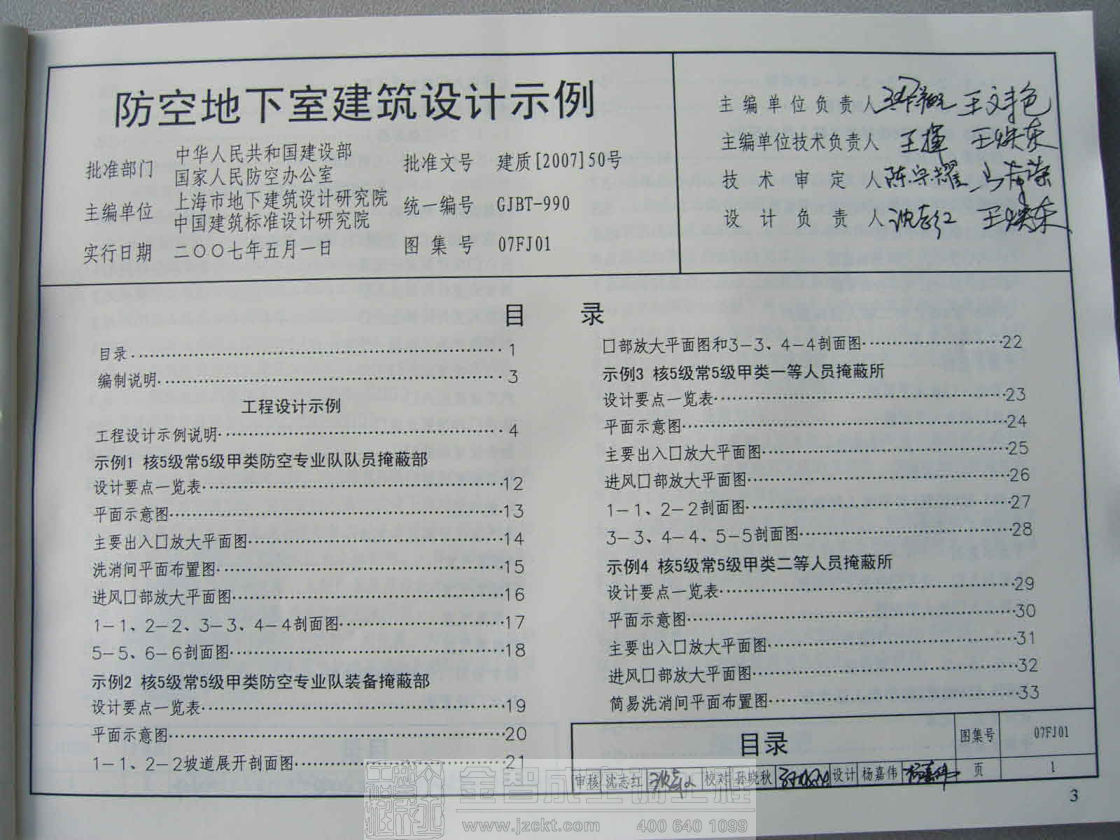 防空地下室建筑设计示例
批准部门 中华人民共和国建设部
国家人民防空办公室
批准文号 建质[2007]50号
主编单位 上海市地下建筑设计研究院
中国建筑标准设计研究院
统一编号 GJBT-990
实行日期 二〇〇七年五月一日 图集号 07FJ01
主编单位负责人 王文艳
主编单位技术负责人
技术审定人
设计负责人 沈志红
目 录
目录 1
编制说明 3
工程设计示例
工程设计示例说明 4
示例1 核5级常5级甲类防空专业队队员掩蔽部
设计要点一览表 12
平面示意图 13
主要出入口放大平面图 14
洗消间平面布置图 15
进风口部放大平面图 16
1-1、2-2、3-3、4-4剖面图 17
5-5、6-6剖面图 18
示例2 核5级常5级甲类防空专业队装备掩蔽部
设计要点一览表 19
平面示意图 20
1-1、2-2坡道展开剖面图 21
口部放大平面图和3-3、4-4剖面图 22
示例3 核5级常5级甲类一等人员掩蔽所
设计要点一览表 23
平面示意图 24
主要出入口放大平面图 25
进风口部放大平面图 26
1-1、2-2剖面图 27
3-3、4-4、5-5剖面图 28
示例4 核5级常5级甲类二等人员掩蔽所
设计要点一览表 29
平面示意图 30
主要出入口放大平面图 31
进风口部放大平面图 32
简易洗消间平面布置图 33
目录 图集号 07FJ01
审核 沈志红 校对 孙晓秋 设计 杨嘉伟 页 1
3
金智成业加固工程
www.jzckt.com 400 640 1099